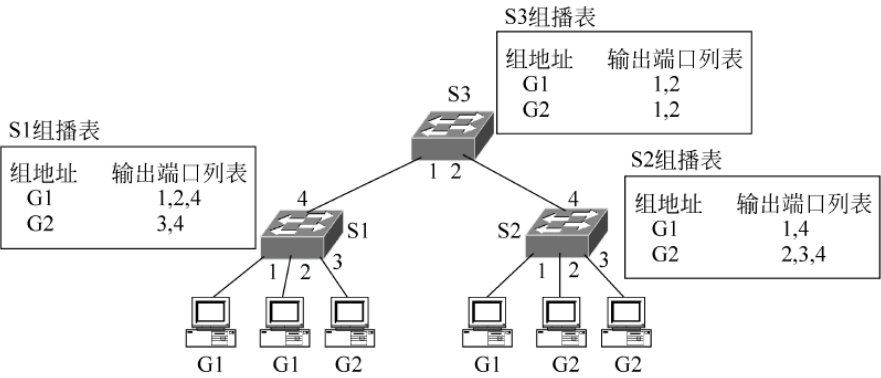 S3组播表
组地址 输出端口列表
G1 1,2
G2 1,2
S3
1 2
S1组播表
组地址 输出端口列表
G1 1,2,4
G2 3,4
S2组播表
组地址 输出端口列表
G1 1,4
G2 2,3,4
4
S1
1 2 3
4
S2
1 2 3
G1 G1 G2
G1 G2 G2